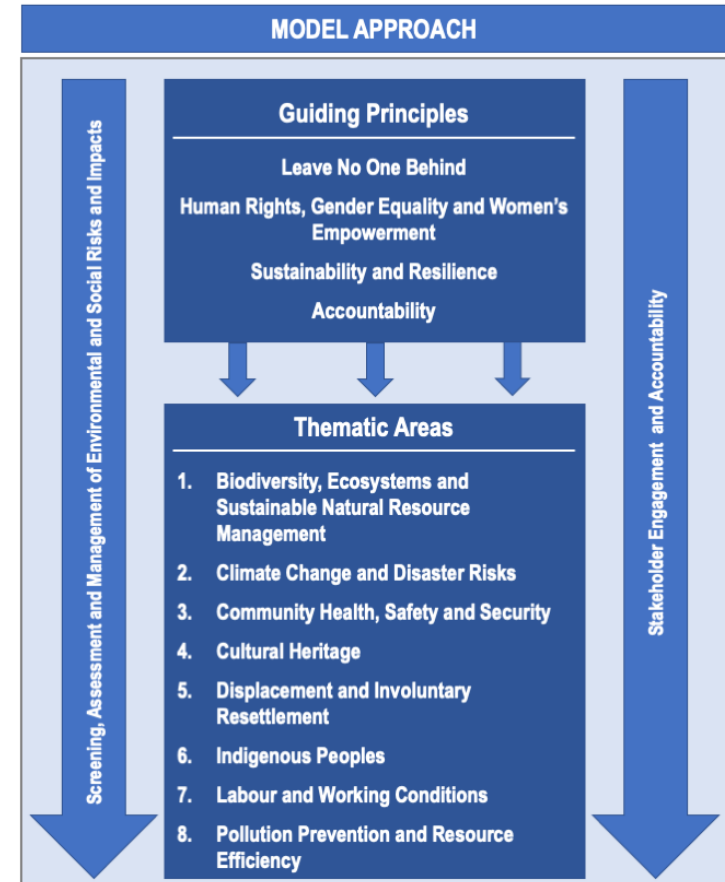 MODEL APPROACH
Screening, Assessment and Management of Environmental and Social Risks and Impacts
Guiding Principles
Leave No One Behind
Human Rights, Gender Equality and Women's
Empowerment
Sustainability and Resilience
Accountability
Thematic Areas
1. Biodiversity, Ecosystems and
Sustainable Natural Resource
Management
2. Climate Change and Disaster Risks
3. Community Health, Safety and Security
4. Cultural Heritage
5. Displacement and Involuntary
Resettlement
6. Indigenous Peoples
7. Labour and Working Conditions
8. Pollution Prevention and Resource
Efficiency
Stakeholder Engagement and Accountability